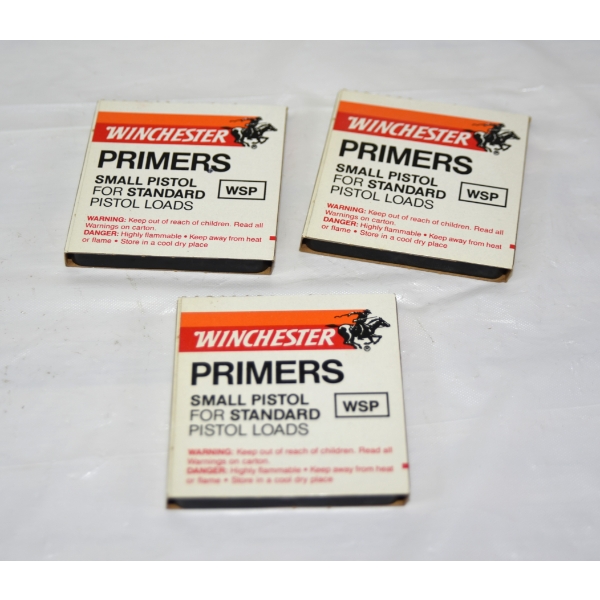 WINCHESTER
PRIMERS
SMALL PISTOL
FOR STANDARD
PISTOL LOADS
WSP
WARNING: Keep out of reach of children. Read all
Warnings on carton.
DANGER: Highly flammable • Keep away from heat
or flame • Store in a cool dry place
WINCHESTER
PRIMERS
SMALL PISTOL
FOR STANDARD
PISTOL LOADS
WSP
WARNING: Keep out of reach of children. Read all
Warnings on carton.
DANGER: Highly flammable • Keep away from heat
or flame • Store in a cool dry place
WINCHESTER
PRIMERS
SMALL PISTOL
FOR STANDARD
PISTOL LOADS
WSP
WARNING: Keep out of reach of children. Read all
Warnings on carton.
DANGER: Highly flammable • Keep away from heat
or flame • Store in a cool dry place